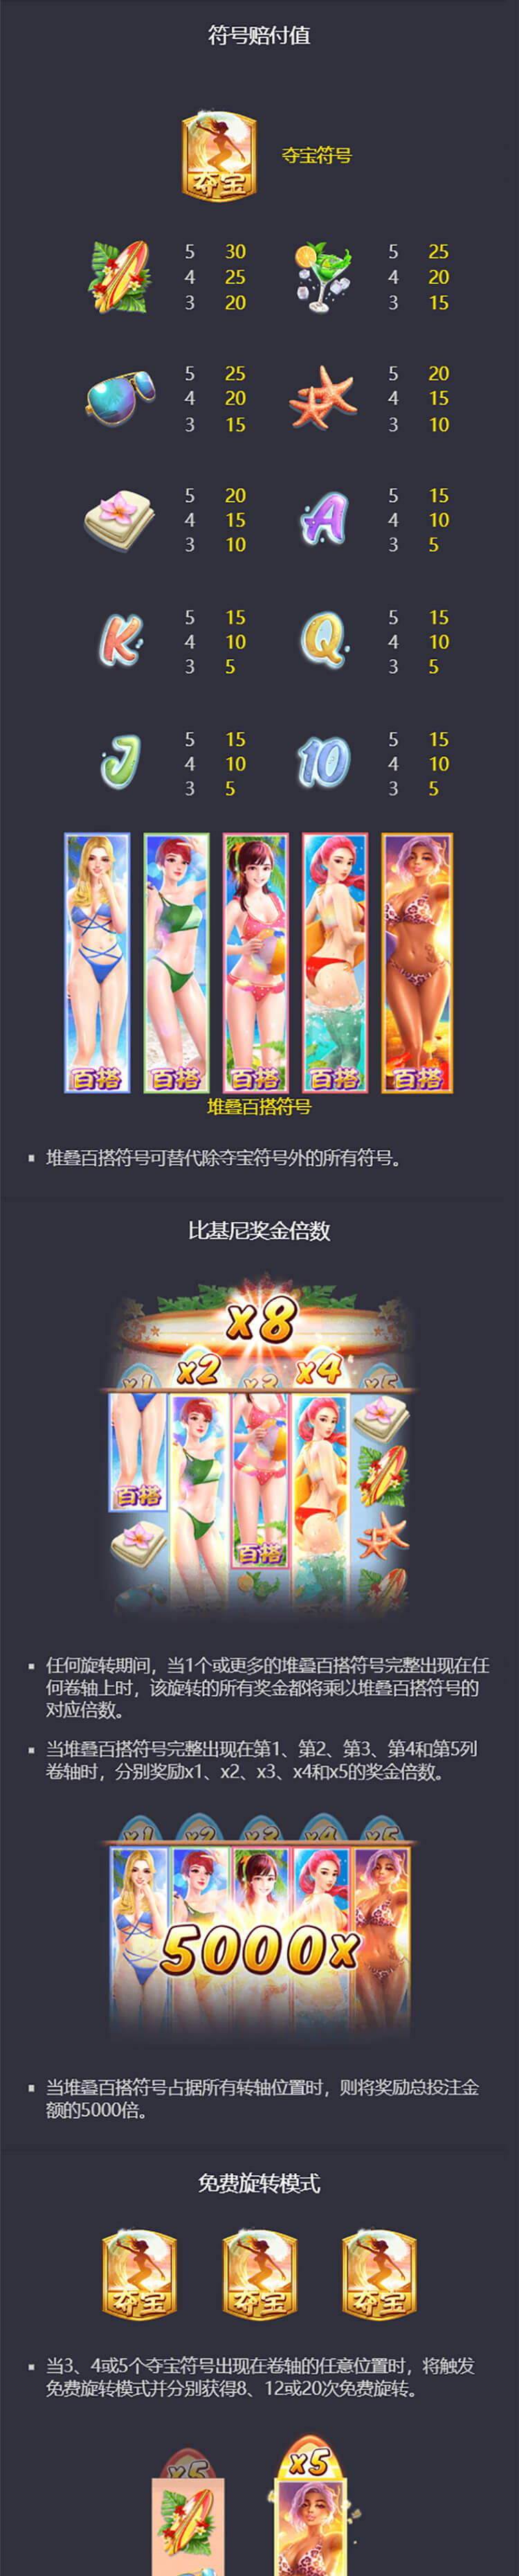 符号赔付值
夺宝
夺宝符号
5 30 5 25
4 25 4 20
3 20 3 15
5 25 5 20
4 20 4 15
3 15 3 10
5 20 5 15
4 15 A 4 10
3 10 3 5
5 15 5 15
K 4 10 Q 4 10
3 5 3 5
5 15 5 15
J 4 10 10 4 10
3 5 3 5
百搭 百搭 百搭 百搭 百搭
堆叠百搭符号
堆叠百搭符号可替代除夺宝符号外的所有符号。
比基尼奖金倍数
x8
x1 x2 x3 x4 x5
百搭
百搭
任何旋转期间，当1个或更多的堆叠百搭符号完整出现在任
何卷轴上时，该旋转的所有奖金都将乘以堆叠百搭符号的
对应倍数。
当堆叠百搭符号完整出现在第1、第2、第3、第4和第5列
卷轴时，分别奖励x1、x2、x3、x4和x5的奖金倍数。
x1 x2 x3 x4 x5
5000x
当堆叠百搭符号占据所有转轴位置时，则将奖励总投注金
额的5000倍。
免费旋转模式
夺宝 夺宝 夺宝
当3、4或5个夺宝符号出现在卷轴的任意位置时，将触发
免费旋转模式并分别获得8、12或20次免费旋转。
x5 x5